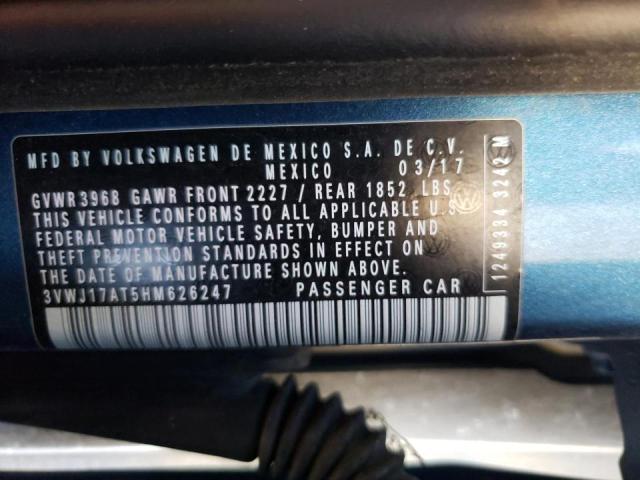 MFD BY VOLKSWAGEN DE MEXICO S.A. DE C.V.
MEXICO 03/17
GVWR 3968 GAWR FRONT 2227 / REAR 1852 LBS
THIS VEHICLE CONFORMS TO ALL APPLICABLE U.S
FEDERAL MOTOR VEHICLE SAFETY, BUMPER AND
THEFT PREVENTION STANDARDS IN EFFECT ON
THE DATE OF MANUFACTURE SHOWN ABOVE.
3VWJ17AT5HM626247 PASSENGER CAR
1249334 3242 M